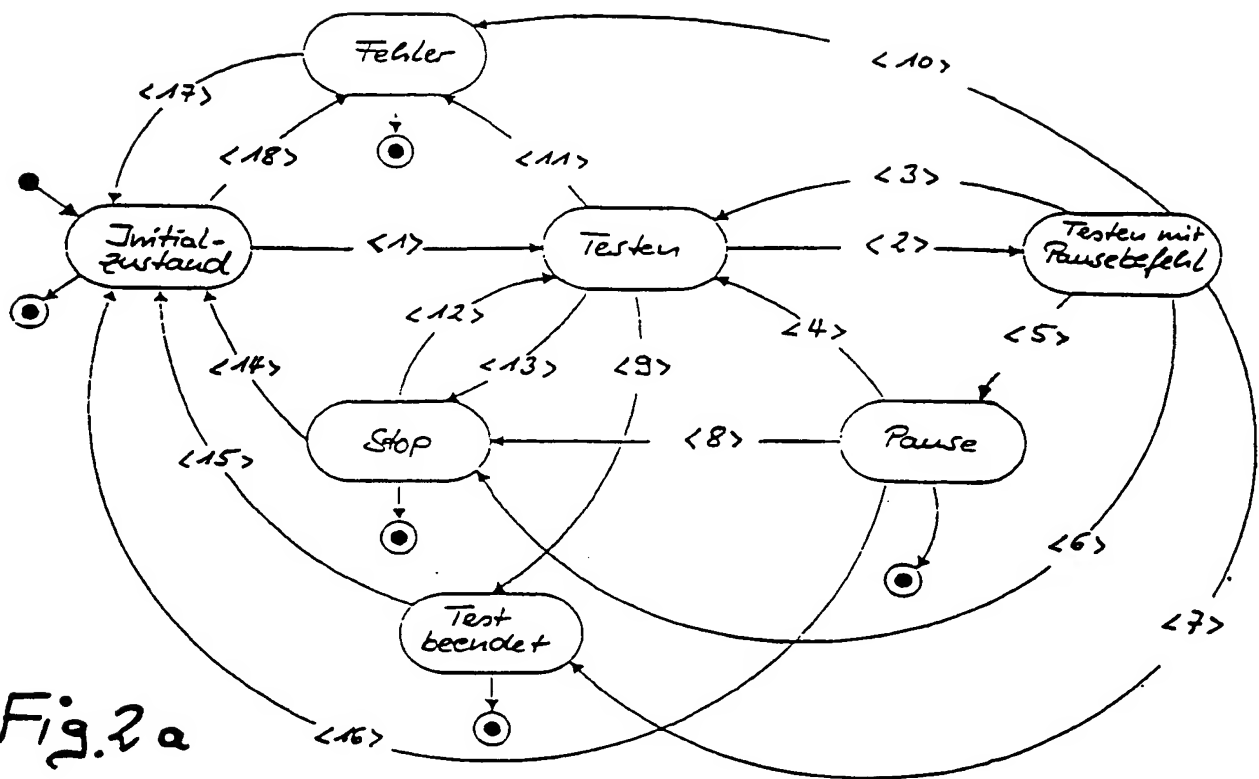 Fehler
<10>
<17>
<18>
<11>
<3>
Initial-
zustand
<1>
Testen
<2>
Testen mit
Pausebefehl
<12>
<4>
<5>
<14>
<13>
<9>
Stop
<8>
Pause
<15>
<6>
Test
beendet
<7>
Fig. 2a
<16>